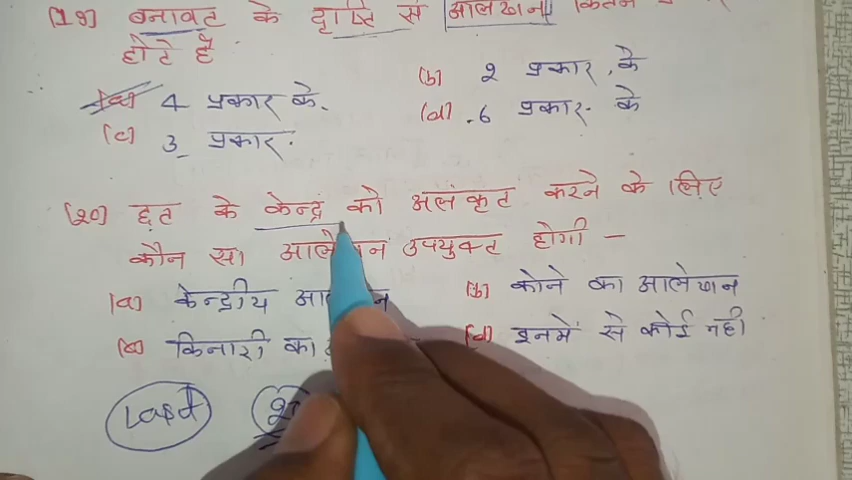 (19) बनावट के दृष्टि से आलेखन कितने
होते है
(a) 4 प्रकार के. (b) 2 प्रकार के
(c) 3 प्रकार. (d) 6 प्रकार. के
(20) छत के केन्द्र को अलंकृत करने के लिए
कौन सा आलेखन उपयुक्त होगी –
(a) केन्द्रीय (b) कोने का आलेखन
किनारी का (d) इनमें से कोई नही
Last